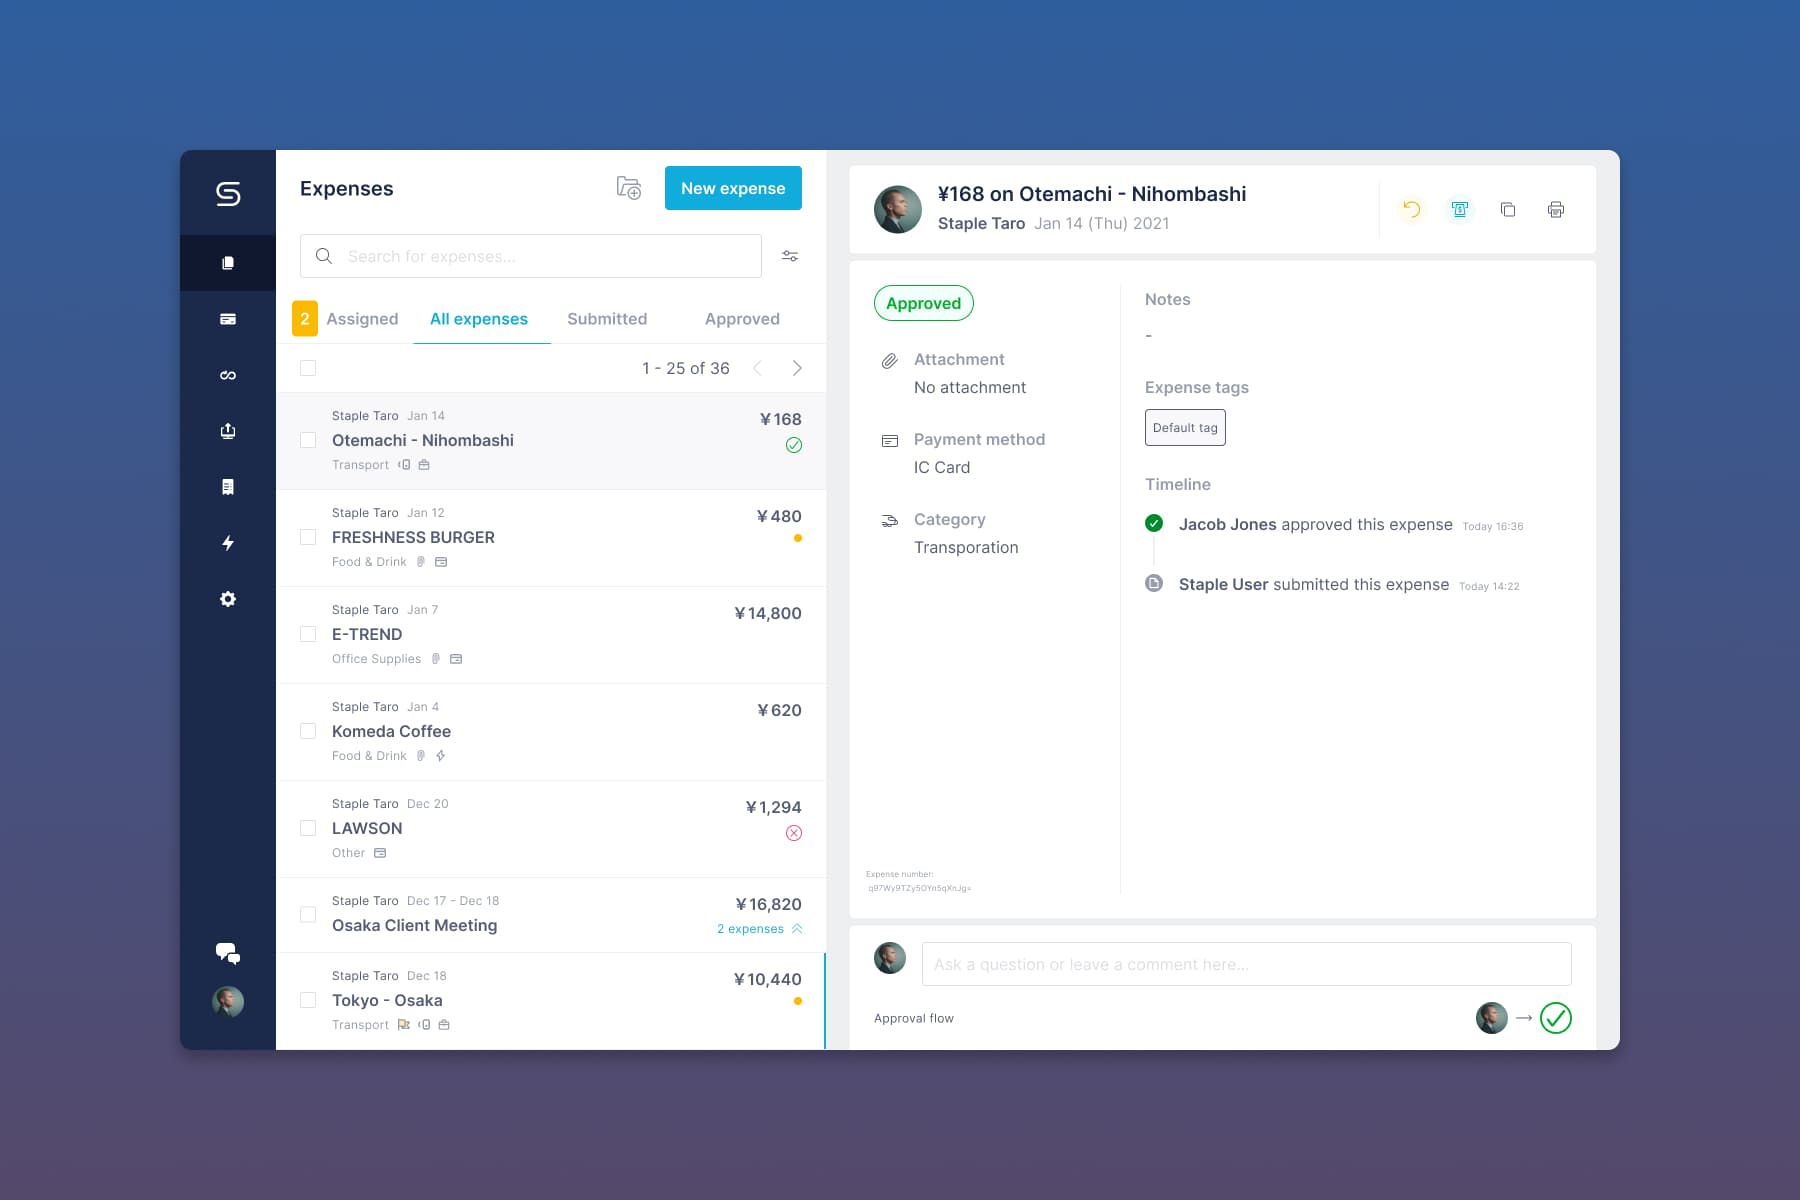 Expenses
New expense
Search for expenses...
2 Assigned All expenses Submitted Approved
1 - 25 of 36
Staple Taro Jan 14
¥168
Otemachi - Nihombashi
Transport
Staple Taro Jan 12
¥480
FRESHNESS BURGER
Food & Drink
Staple Taro Jan 7
¥14,800
E-TREND
Office Supplies
Staple Taro Jan 4
¥620
Komeda Coffee
Food & Drink
Staple Taro Dec 20
¥1,294
LAWSON
Other
Staple Taro Dec 17 - Dec 18
¥16,820
Osaka Client Meeting
2 expenses
Staple Taro Dec 18
¥10,440
Tokyo - Osaka
Transport
¥168 on Otemachi - Nihombashi
Staple Taro Jan 14 (Thu) 2021
Approved
Attachment
No attachment
Payment method
IC Card
Category
Transporation
Expense number:
q97Wy9TZy5OYn5qXnJg=
Notes
-
Expense tags
Default tag
Timeline
Jacob Jones approved this expense Today 16:36
Staple User submitted this expense Today 14:22
Ask a question or leave a comment here...
Approval flow